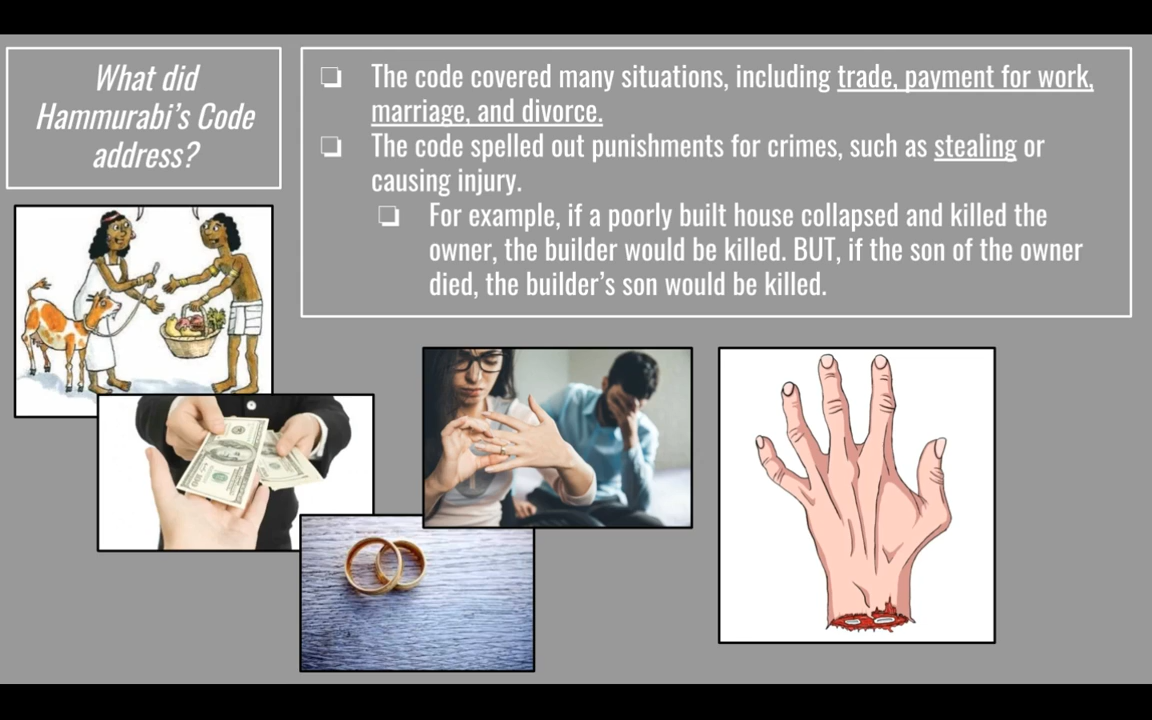 What did
Hammurabi’s Code
address?
❏ The code covered many situations, including trade, payment for work,
marriage, and divorce.
❏ The code spelled out punishments for crimes, such as stealing or
causing injury.
❏ For example, if a poorly built house collapsed and killed the
owner, the builder would be killed. BUT, if the son of the owner
died, the builder’s son would be killed.